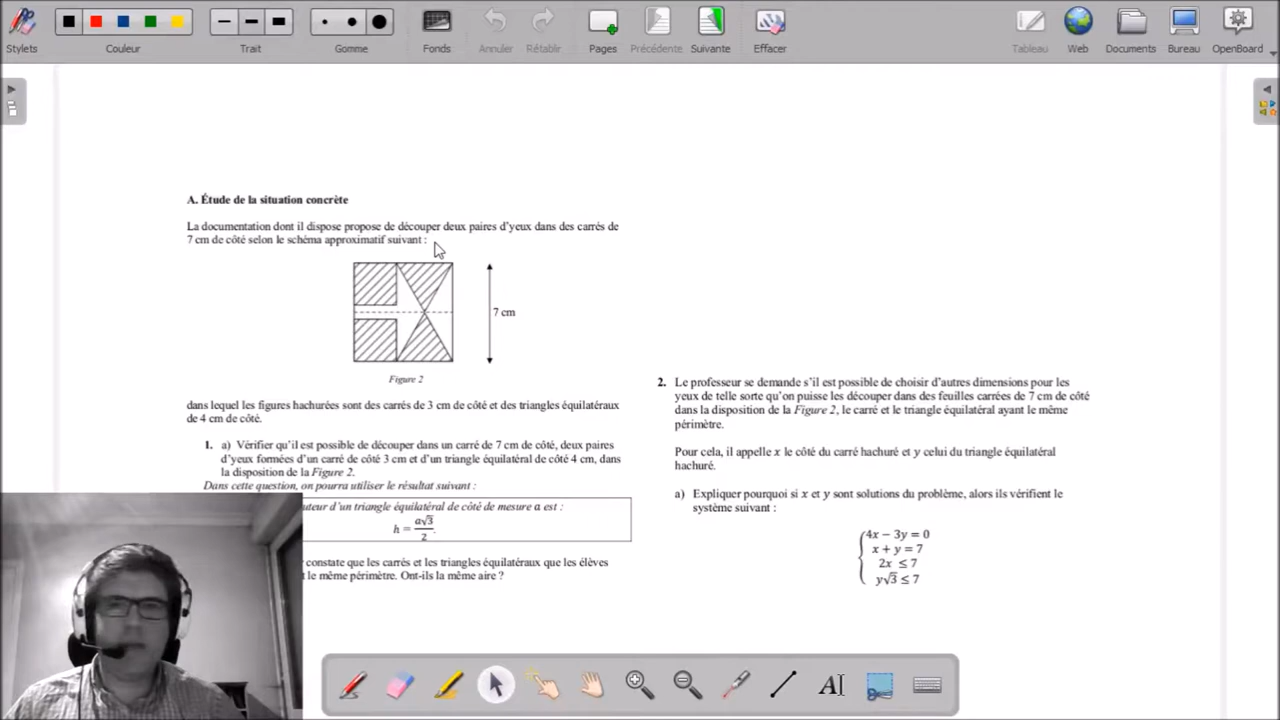 Stylets
Couleur
Trait
Gomme
Fonds
Annuler
Rétablir
Pages
Précédente
Suivante
Effacer
Tableau
Web
Documents
Bureau
OpenBoard
A. Étude de la situation concrète
La documentation dont il dispose propose de découper deux paires d'yeux dans des carrés de
7 cm de côté selon le schéma approximatif suivant :
7 cm
Figure 2
dans lequel les figures hachurées sont des carrés de 3 cm de côté et des triangles équilatéraux
de 4 cm de côté.
1. a) Vérifier qu'il est possible de découper dans un carré de 7 cm de côté, deux paires
d'yeux formées d'un carré de côté 3 cm et d'un triangle équilatéral de côté 4 cm, dans
la disposition de la Figure 2.
Dans cette question, on pourra utiliser le résultat suivant :
uteur d'un triangle équilatéral de côté de mesure a est :
h = a√3/2.
constate que les carrés et les triangles équilatéraux que les élèves
t le même périmètre. Ont-ils la même aire ?
2. Le professeur se demande s'il est possible de choisir d'autres dimensions pour les
yeux de telle sorte qu'on puisse les découper dans des feuilles carrées de 7 cm de côté
dans la disposition de la Figure 2, le carré et le triangle équilatéral ayant le même
périmètre.
Pour cela, il appelle x le côté du carré hachuré et y celui du triangle équilatéral
hachuré.
a) Expliquer pourquoi si x et y sont solutions du problème, alors ils vérifient le
système suivant :
4x − 3y = 0
x + y = 7
2x ≤ 7
y√3 ≤ 7
AI